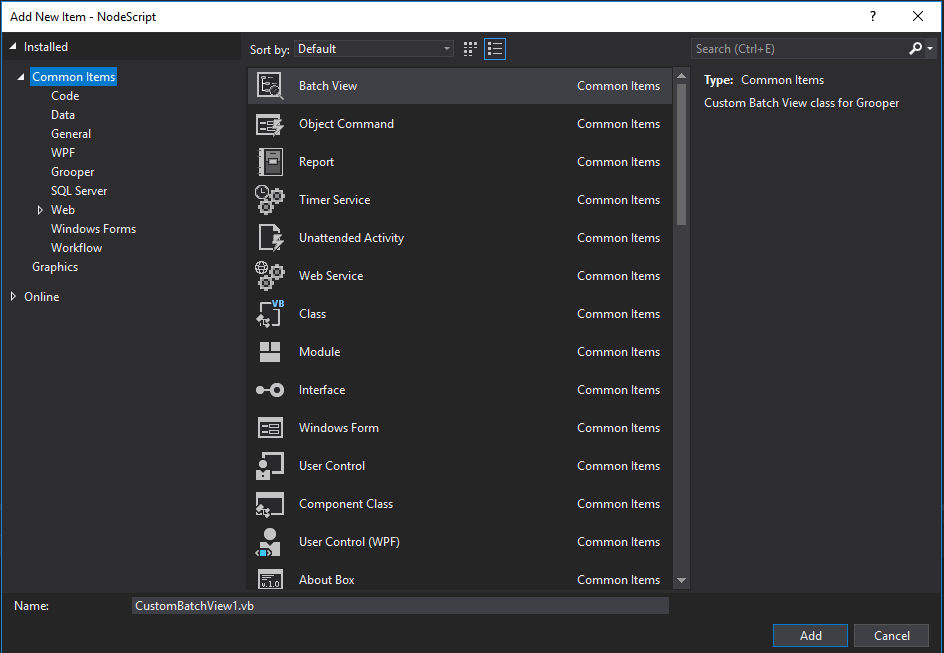 Add New Item - NodeScript
?
Installed
Sort by: Default
Search (Ctrl+E)
Common Items
Code
Data
General
WPF
Grooper
SQL Server
Web
Windows Forms
Workflow
Graphics
Online
Batch View Common Items
Object Command Common Items
Report Common Items
Timer Service Common Items
Unattended Activity Common Items
Web Service Common Items
VB
Class Common Items
Module Common Items
Interface Common Items
Windows Form Common Items
User Control Common Items
Component Class Common Items
User Control (WPF) Common Items
v.1.0
About Box Common Items
Type: Common Items
Custom Batch View class for Grooper
Name: CustomBatchView1.vb
Add
Cancel